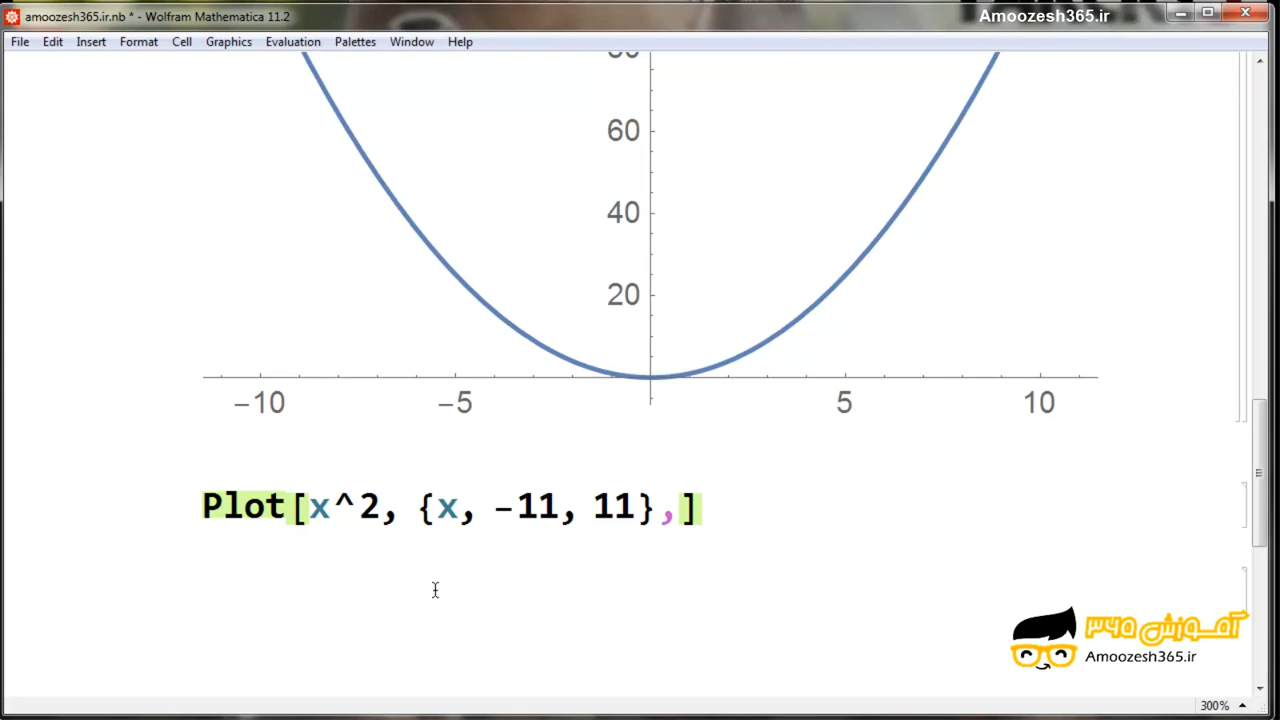 amoozesh365.ir.nb * - Wolfram Mathematica 11.2
Amoozesh365.ir
File Edit Insert Format Cell Graphics Evaluation Palettes Window Help
60
40
20
−10 −5 5 10
Plot[x^2, {x, −11, 11},]
آموزش ۳۶۵
Amoozesh365.ir
300%